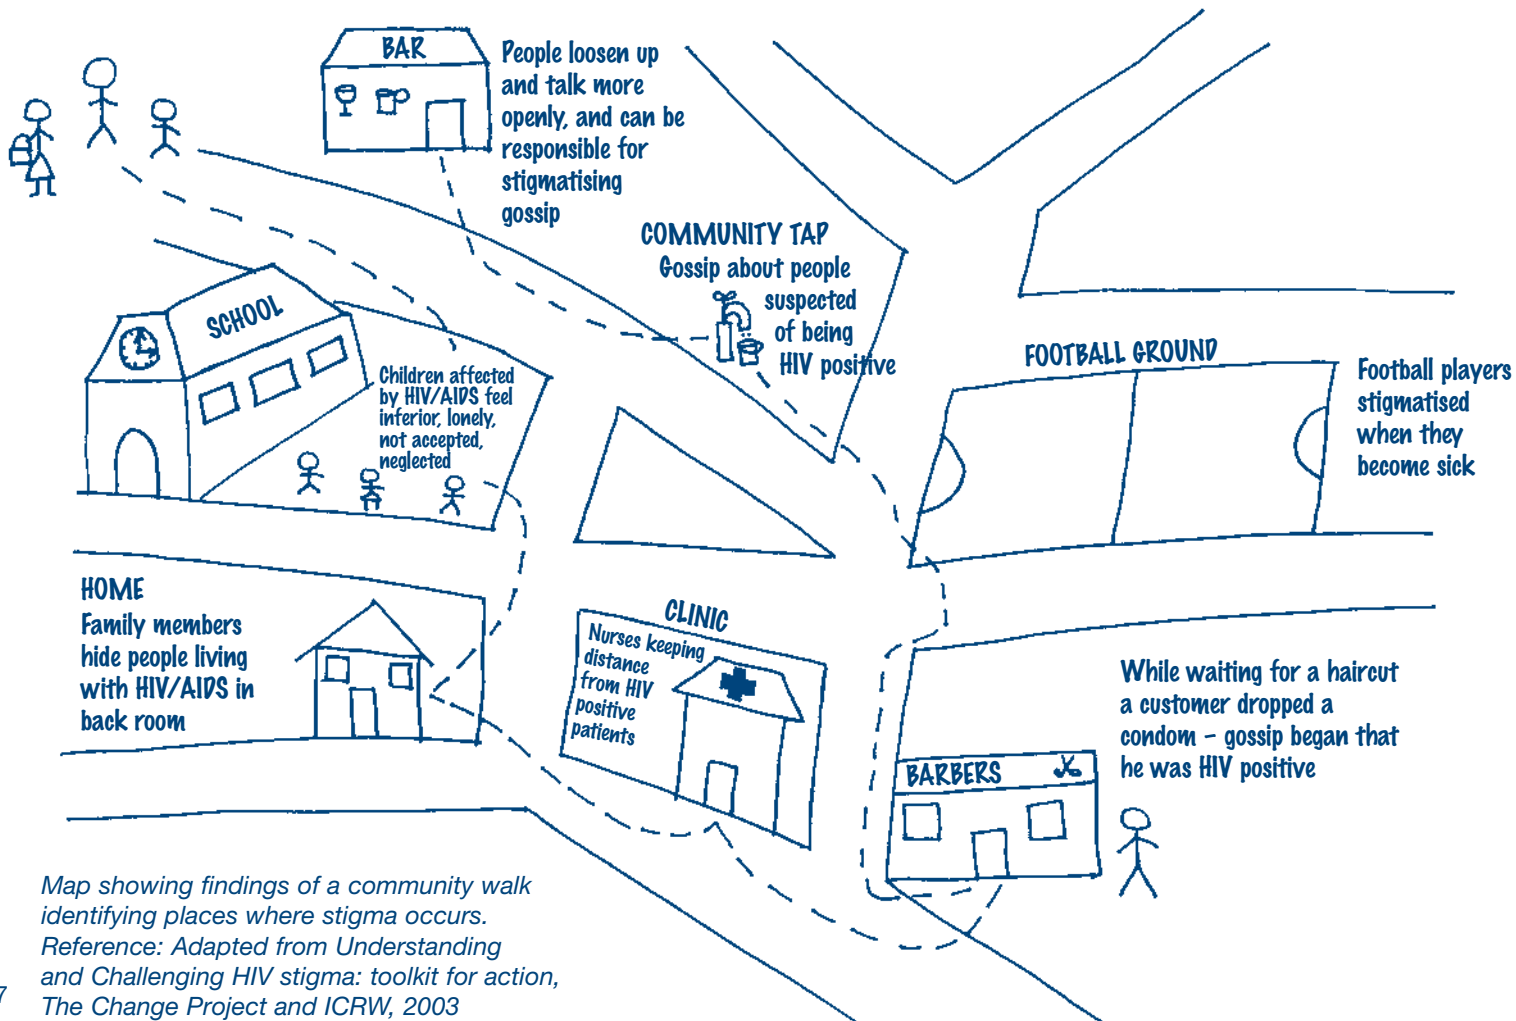 BAR
People loosen up
and talk more
openly, and can be
responsible for
stigmatising
gossip
COMMUNITY TAP
Gossip about people
suspected
of being
HIV positive
SCHOOL
Children affected
by HIV/AIDS feel
inferior, lonely,
not accepted,
neglected
FOOTBALL GROUND
Football players
stigmatised
when they
become sick
HOME
Family members
hide people living
with HIV/AIDS in
back room
CLINIC
Nurses keeping
distance
from HIV
positive
patients
While waiting for a haircut
a customer dropped a
condom – gossip began that
he was HIV positive
BARBERS
Map showing findings of a community walk
identifying places where stigma occurs.
Reference: Adapted from Understanding
and Challenging HIV stigma: toolkit for action,
The Change Project and ICRW, 2003
7